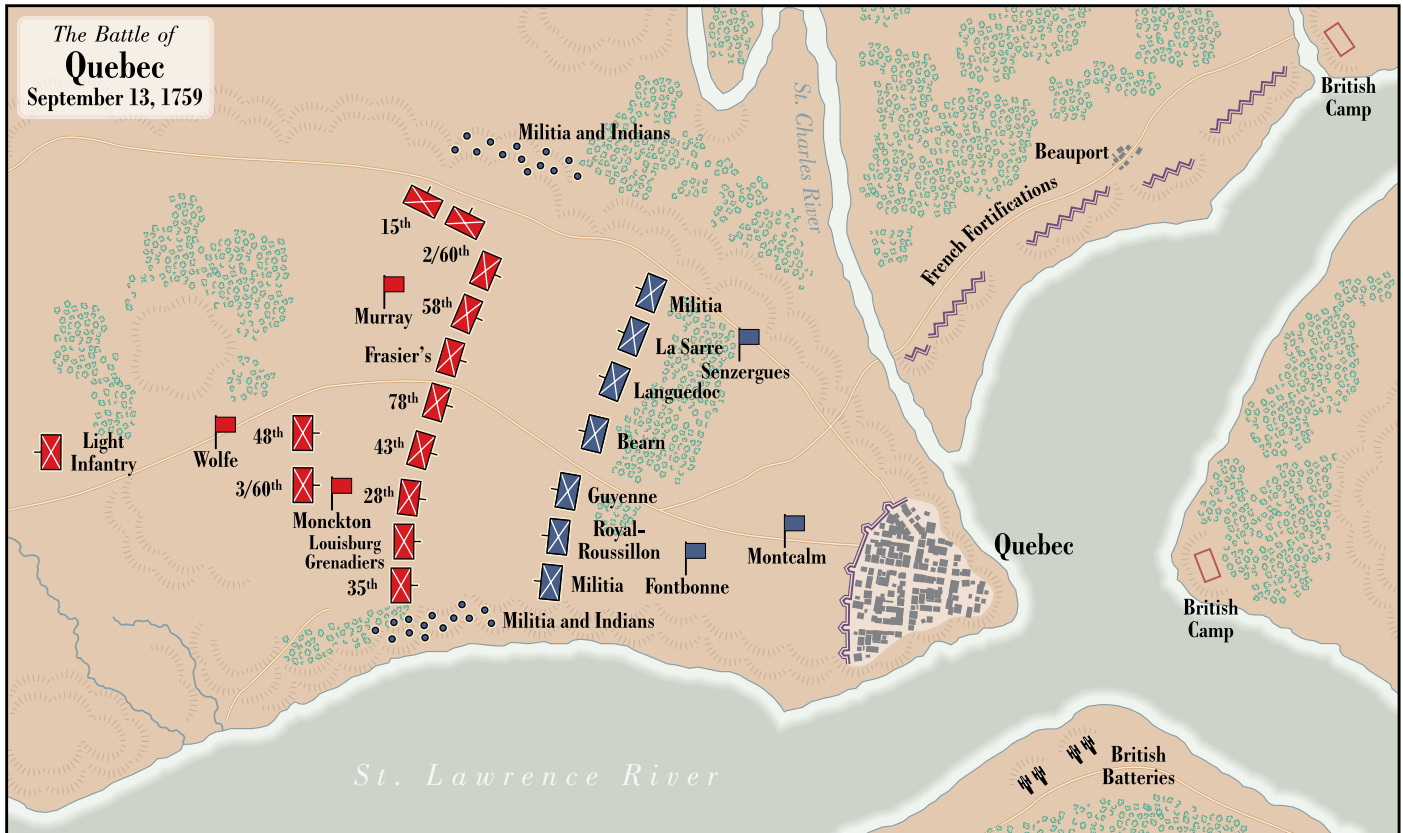 The Battle of
Quebec
September 13, 1759
British
Camp
Militia and Indians
St. Charles River
Beauport
French Fortifications
15th
2/60th
Murray
58th
Militia
Frasier's
La Sarre
Senzergues
Languedoc
78th
Light
Infantry
Wolfe
48th
43th
Bearn
3/60th
28th
Guyenne
Monckton
Louisburg
Grenadiers
Royal-
Roussillon
Montcalm
Quebec
35th
Militia
Fontbonne
Militia and Indians
British
Camp
St. Lawrence River
British
Batteries